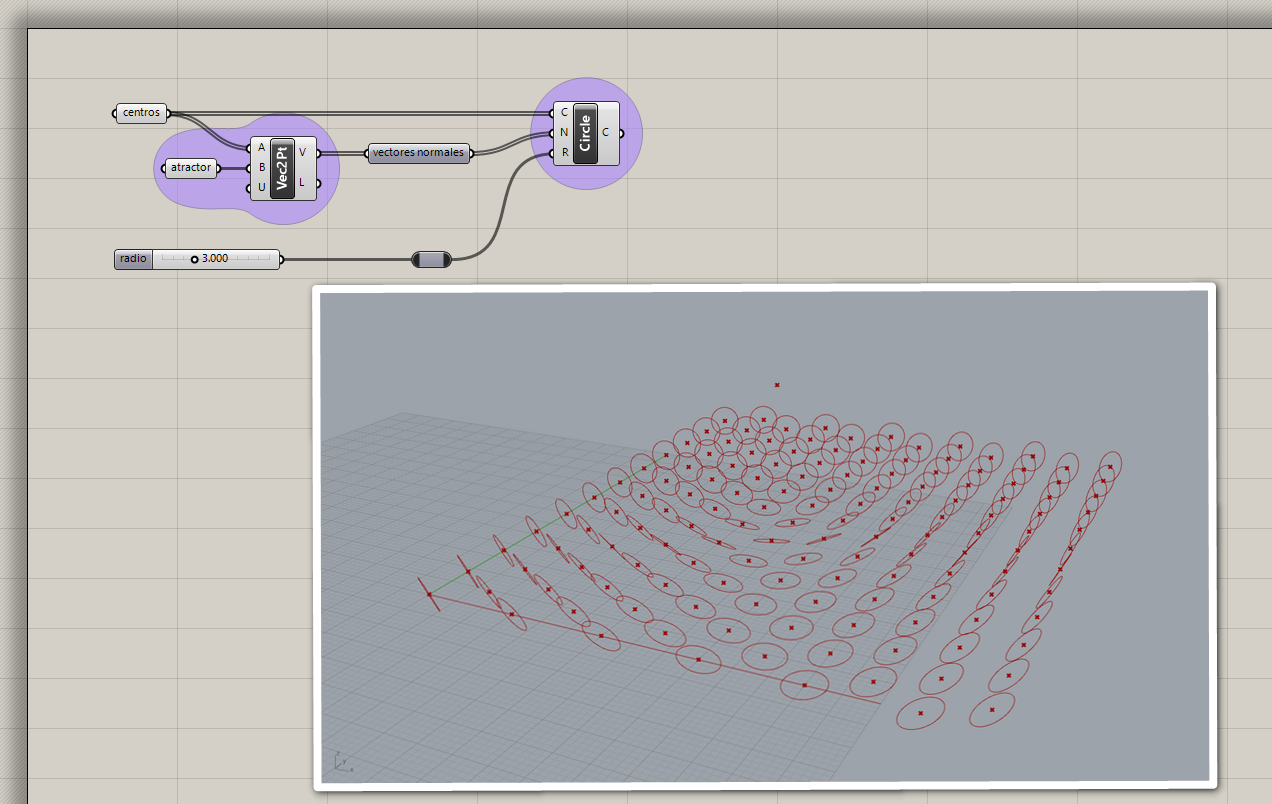 centros
A
B
U
Vec2Pt
V
L
atractor
vectores normales
C
N
R
Circle
C
radio
3.000
z
y
x